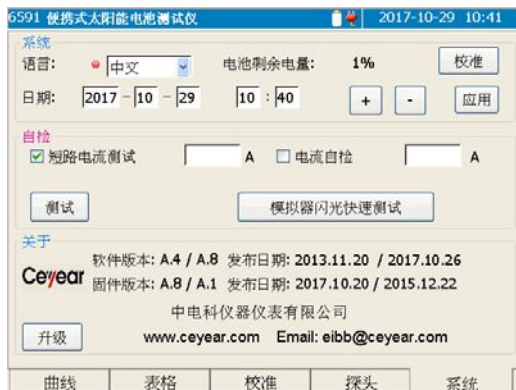 6591 便携式太阳能电池测试仪 2017-10-29 10:41
系统
语言: 中文 电池剩余电量: 1% 校准
日期: 2017 - 10 - 29 10 : 40 + - 应用
自检
短路电流测试 A 电流自检 A
测试 模拟器闪光快速测试
关于
Ceyear 软件版本: A.4 / A.8 发布日期: 2013.11.20 / 2017.10.26
固件版本: A.8 / A.1 发布日期: 2017.10.20 / 2015.12.22
中电科仪器仪表有限公司
升级 www.ceyear.com Email: eibb@ceyear.com
曲线 表格 校准 探头 系统